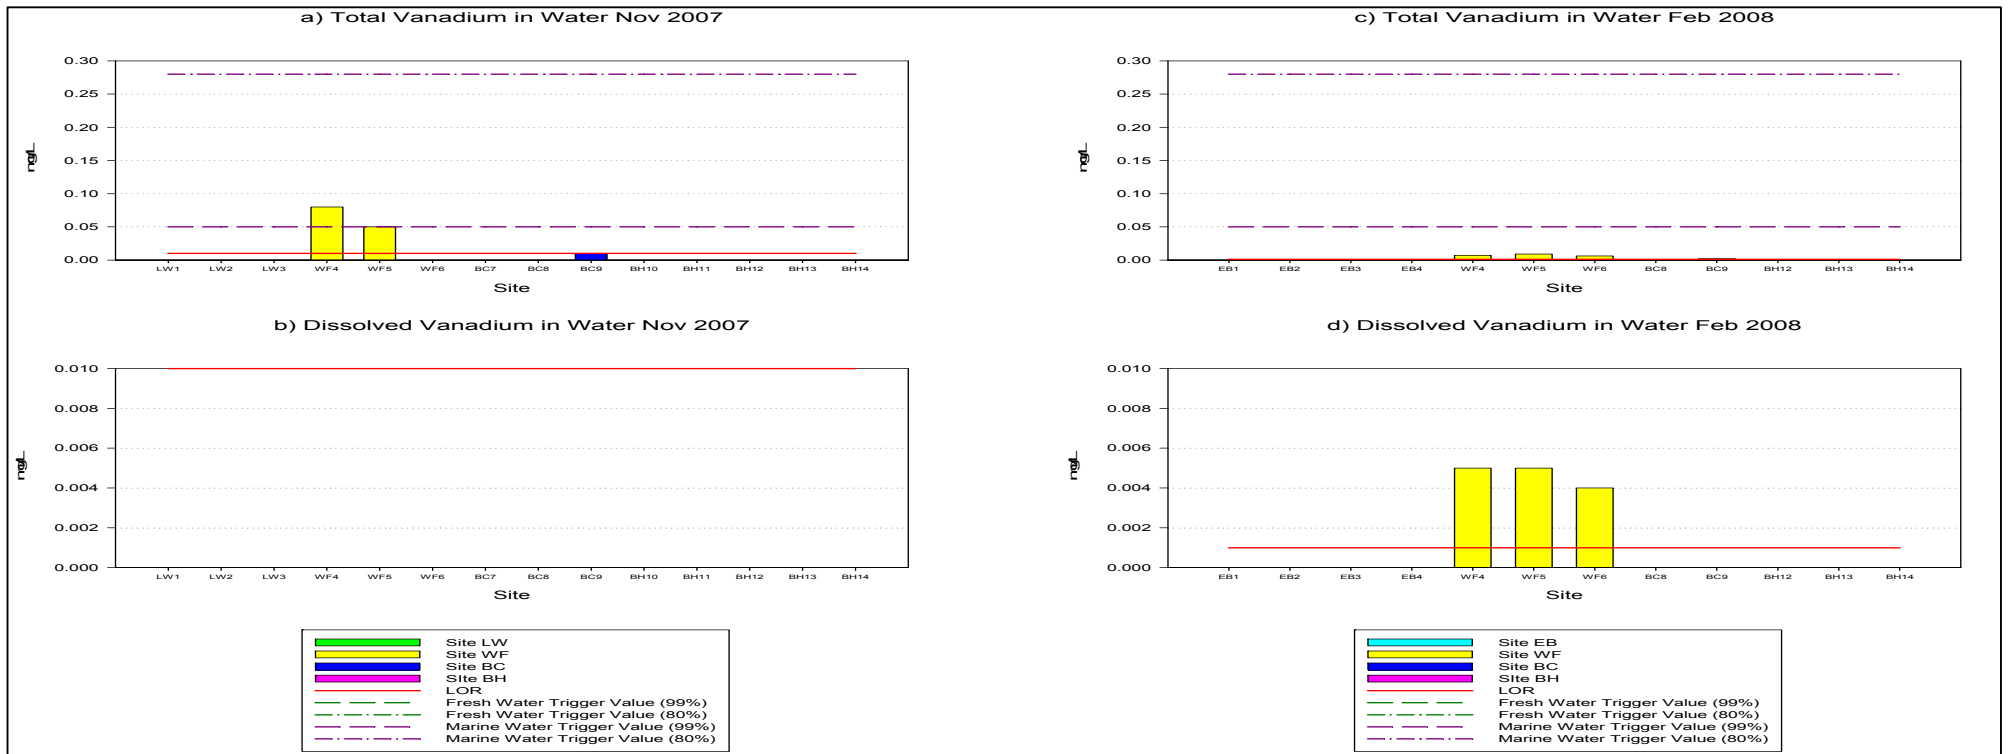 a) Total Vanadium in Water Nov 2007
0.30
0.25
0.20
0.15
0.10
0.05
0.00
mg/L
LW1 LW2 LW3 WF4 WF5 WF6 BC7 BC8 BC9 BH10 BH11 BH12 BH13 BH14
Site
b) Dissolved Vanadium in Water Nov 2007
0.010
0.008
0.006
0.004
0.002
0.000
mg/L
LW1 LW2 LW3 WF4 WF5 WF6 BC7 BC8 BC9 BH10 BH11 BH12 BH13 BH14
Site
Site LW
Site WF
Site BC
SIte BH
LOR
Fresh Water Trigger Value (99%)
Fresh Water Trigger Value (80%)
Marine Water Trigger Value (99%)
Marine Water Trigger Value (80%)
c) Total Vanadium in Water Feb 2008
0.30
0.25
0.20
0.15
0.10
0.05
0.00
mg/L
EB1 EB2 EB3 EB4 WF4 WF5 WF6 BC8 BC9 BH12 BH13 BH14
Site
d) Dissolved Vanadium in Water Feb 2008
0.010
0.008
0.006
0.004
0.002
0.000
mg/L
EB1 EB2 EB3 EB4 WF4 WF5 WF6 BC8 BC9 BH12 BH13 BH14
Site
Site EB
Site WF
Site BC
SIte BH
LOR
Fresh Water Trigger Value (99%)
Fresh Water Trigger Value (80%)
Marine Water Trigger Value (99%)
Marine Water Trigger Value (80%)